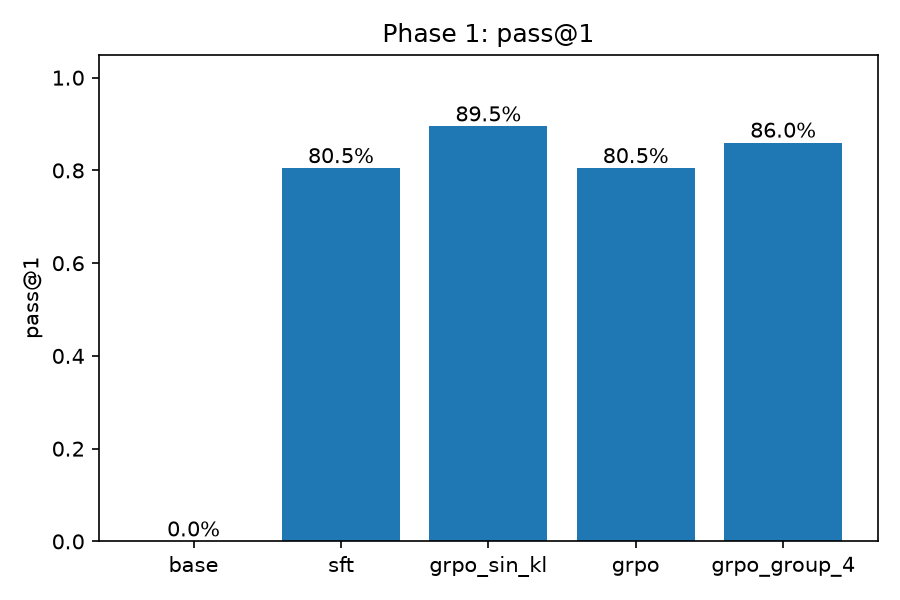 Phase 1: pass@1
pass@1
1.0
0.8
0.6
0.4
0.2
0.0
0.0%
80.5%
89.5%
80.5%
86.0%
base
sft
grpo_sin_kl
grpo
grpo_group_4